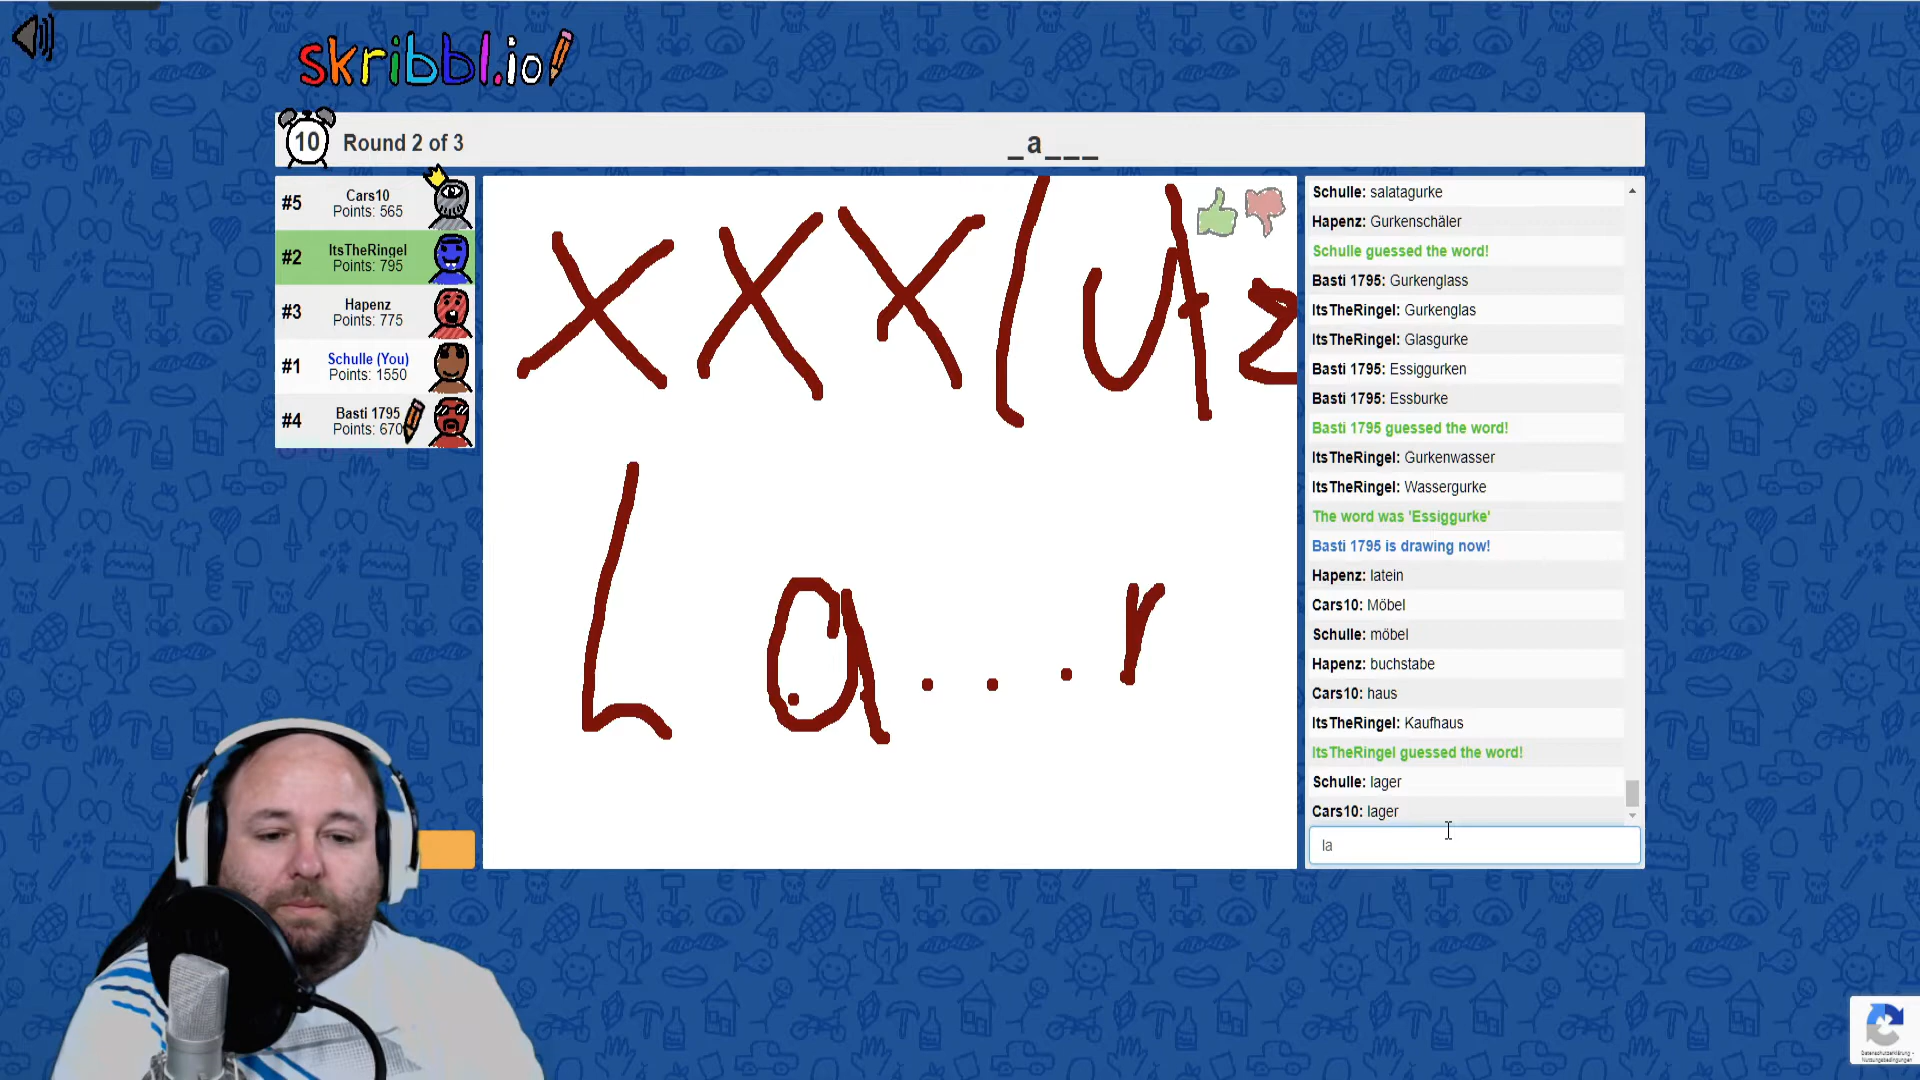 skribbl.io
10
Round 2 of 3
_a___
#5
Cars10
Points: 565
#2
ItsTheRingel
Points: 795
#3
Hapenz
Points: 775
#1
Schulle (You)
Points: 1550
#4
Basti 1795
Points: 670
XXX(U
La...r
Schulle: salatagurke
Hapenz: Gurkenschäler
Schulle guessed the word!
Basti 1795: Gurkenglass
ItsTheRingel: Gurkenglas
ItsTheRingel: Glasgurke
Basti 1795: Essiggurken
Basti 1795: Essburke
Basti 1795 guessed the word!
ItsTheRingel: Gurkenwasser
ItsTheRingel: Wassergurke
The word was 'Essiggurke'
Basti 1795 is drawing now!
Hapenz: latein
Cars10: Möbel
Schulle: möbel
Hapenz: buchstabe
Cars10: haus
ItsTheRingel: Kaufhaus
ItsTheRingel guessed the word!
Schulle: lager
Cars10: lager
la